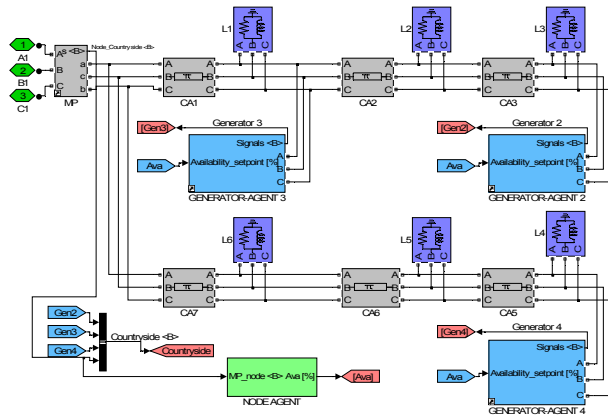 L1
L2
L3
1
A1
2
B1
3
C1
A s <B>
B
C
a
c
b
MP
Node_Countryside <B>
A B C
A B C
A B C
A A
B π B
C C
CA1
A A
B π B
C C
CA2
A A
B π B
C C
CA3
[Gen3]
Generator 3
Ava
Signals <B>
Availability_setpoint [%]
A
B
C
GENERATOR-AGENT 3
[Gen2]
Generator 2
Ava
Signals <B>
Availability_setpoint [%]
A
B
C
GENERATOR-AGENT 2
L6
L5
L4
A B C
A B C
A B C
A A
B π B
C C
CA7
A A
B π B
C C
CA6
A A
B π B
C C
CA5
Gen2
Gen3
Gen4
Countryside <B>
Countryside
MP_node <B> Ava [%]
NODE AGENT
[Ava]
[Gen4]
Generator 4
Ava
Signals <B>
Availability_setpoint [%]
A
B
C
GENERATOR-AGENT 4